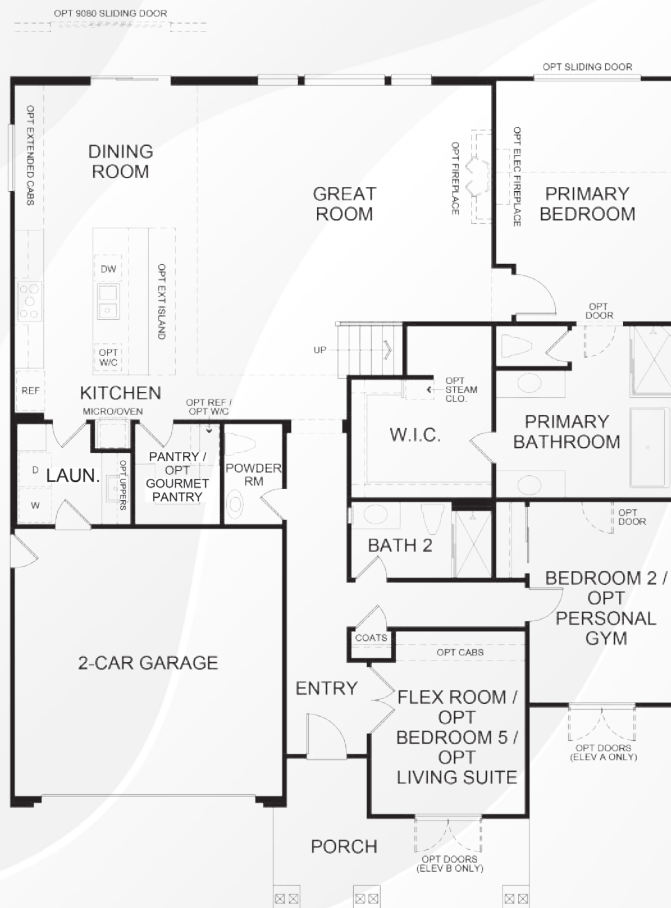 OPT 9080 SLIDING DOOR
OPT SLIDING DOOR
OPT EXTENDED CABS
DINING
ROOM
GREAT
ROOM
OPT FIREPLACE
OPT ELEC FIREPLACE
PRIMARY
BEDROOM
DW
OPT EXT ISLAND
OPT
W/C
OPT
DOOR
UP
REF
KITCHEN
MICRO/OVEN
OPT REF /
OPT W/C
OPT
STEAM
CLO.
W.I.C.
PRIMARY
BATHROOM
D
W
LAUN.
OPT UPPERS
PANTRY /
OPT
GOURMET
PANTRY
POWDER
RM
BATH 2
OPT
DOOR
BEDROOM 2 /
OPT
PERSONAL
GYM
2-CAR GARAGE
COATS
OPT CABS
ENTRY
FLEX ROOM /
OPT
BEDROOM 5 /
OPT
LIVING SUITE
OPT DOORS
(ELEV A ONLY)
PORCH
OPT DOORS
(ELEV B ONLY)